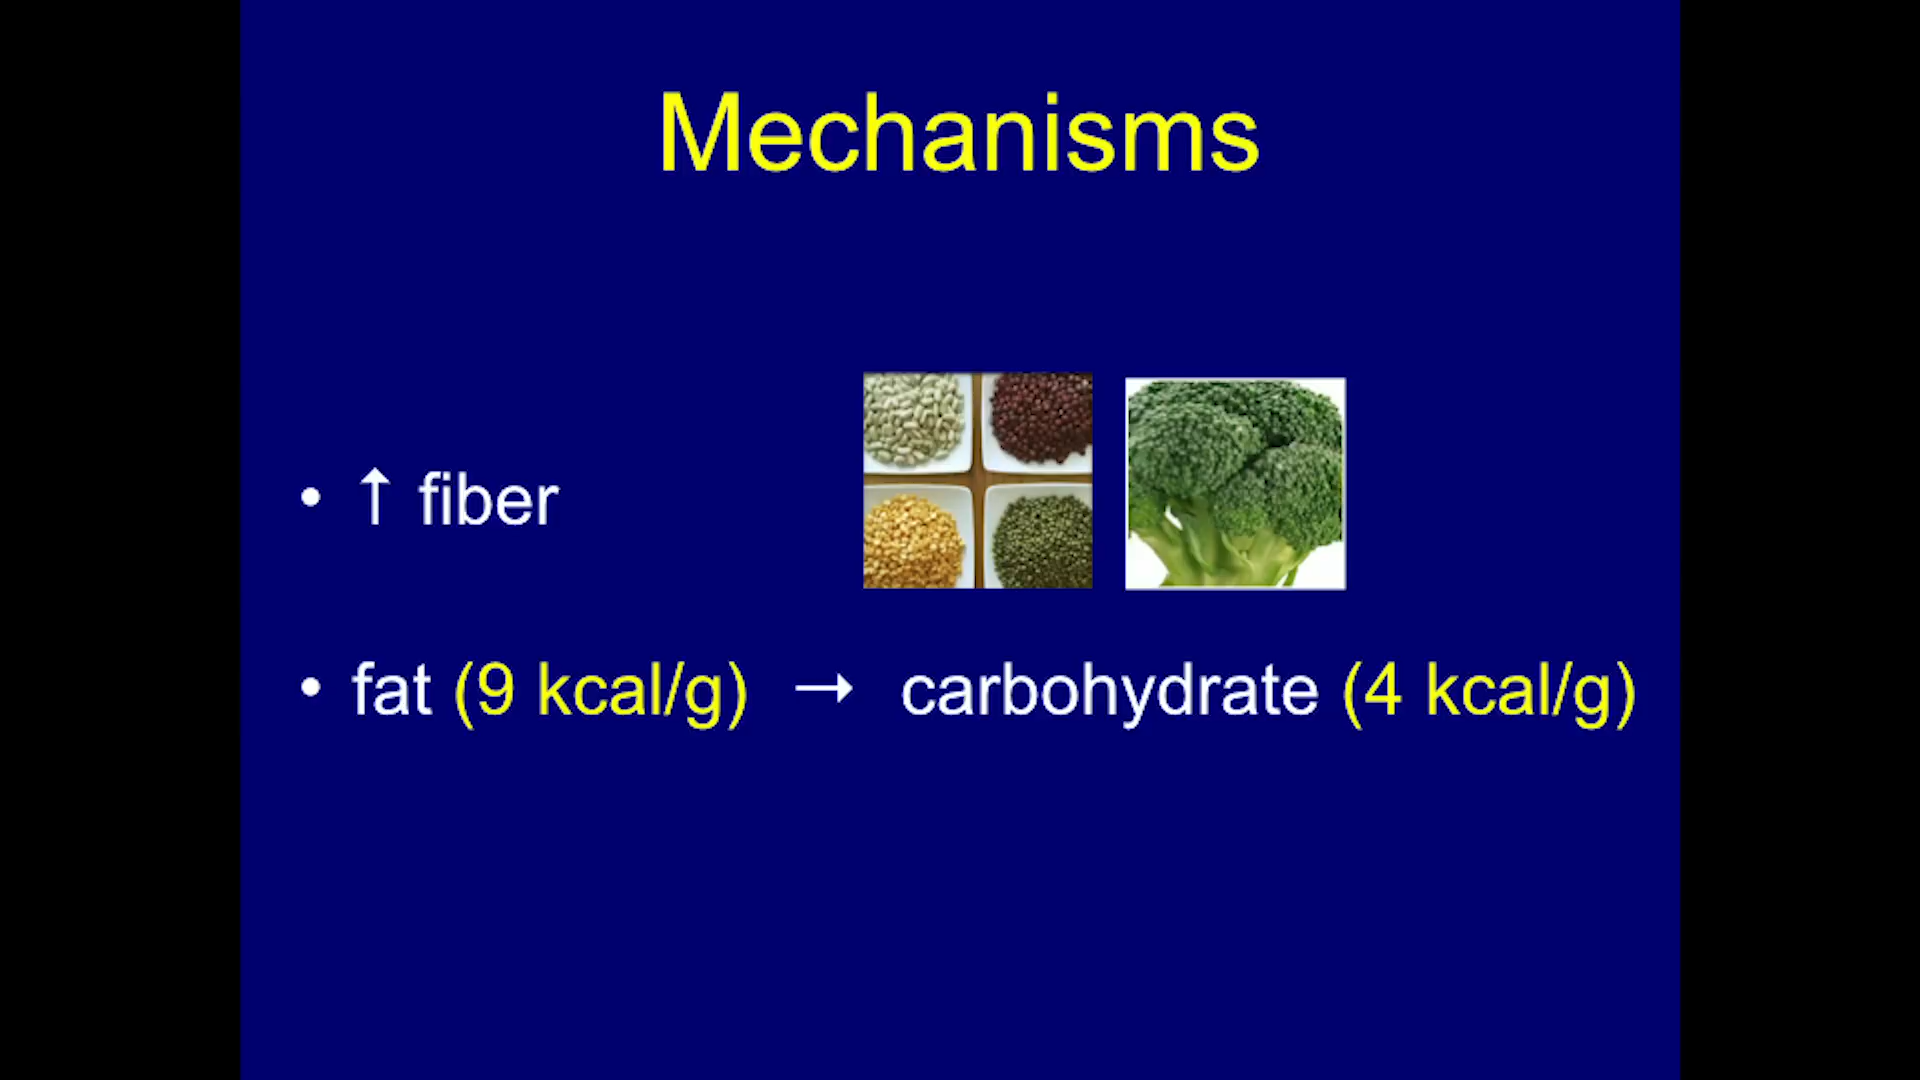 Mechanisms
• ↑ fiber
• fat (9 kcal/g) → carbohydrate (4 kcal/g)